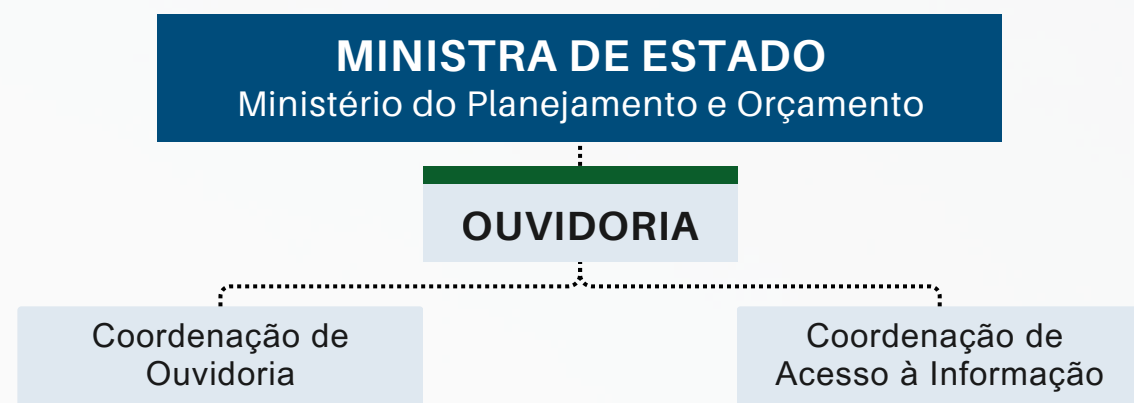 MINISTRA DE ESTADO
Ministério do Planejamento e Orçamento
OUVIDORIA
Coordenação de
Ouvidoria
Coordenação de
Acesso à Informação